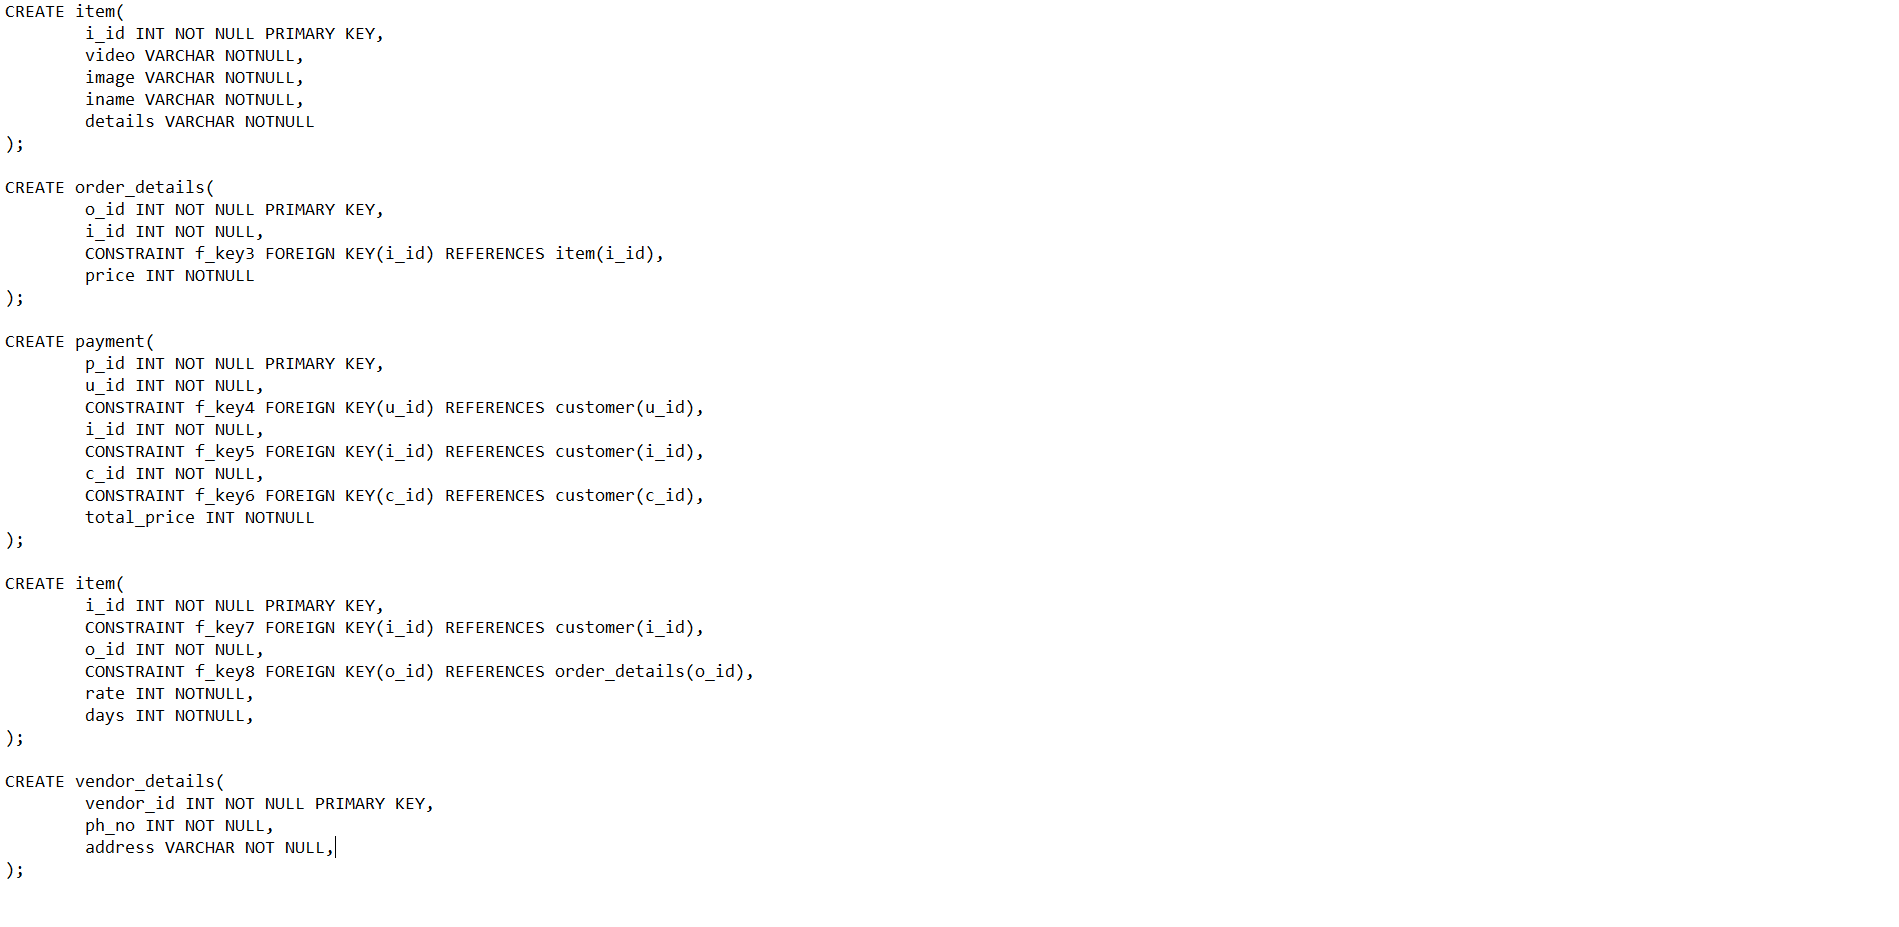 CREATE item(
i_id INT NOT NULL PRIMARY KEY,
video VARCHAR NOTNULL,
image VARCHAR NOTNULL,
iname VARCHAR NOTNULL,
details VARCHAR NOTNULL
);
CREATE order_details(
o_id INT NOT NULL PRIMARY KEY,
i_id INT NOT NULL,
CONSTRAINT f_key3 FOREIGN KEY(i_id) REFERENCES item(i_id),
price INT NOTNULL
);
CREATE payment(
p_id INT NOT NULL PRIMARY KEY,
u_id INT NOT NULL,
CONSTRAINT f_key4 FOREIGN KEY(u_id) REFERENCES customer(u_id),
i_id INT NOT NULL,
CONSTRAINT f_key5 FOREIGN KEY(i_id) REFERENCES customer(i_id),
c_id INT NOT NULL,
CONSTRAINT f_key6 FOREIGN KEY(c_id) REFERENCES customer(c_id),
total_price INT NOTNULL
);
CREATE item(
i_id INT NOT NULL PRIMARY KEY,
CONSTRAINT f_key7 FOREIGN KEY(i_id) REFERENCES customer(i_id),
o_id INT NOT NULL,
CONSTRAINT f_key8 FOREIGN KEY(o_id) REFERENCES order_details(o_id),
rate INT NOTNULL,
days INT NOTNULL,
);
CREATE vendor_details(
vendor_id INT NOT NULL PRIMARY KEY,
ph_no INT NOT NULL,
address VARCHAR NOT NULL,
);